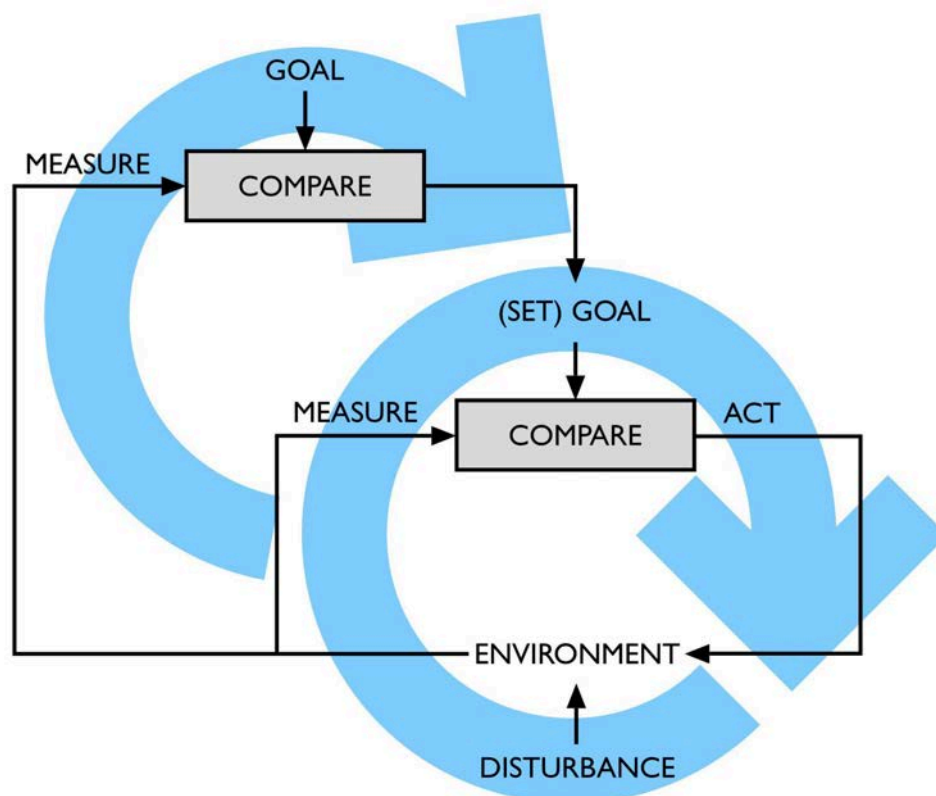 GOAL
MEASURE
COMPARE
(SET) GOAL
MEASURE
COMPARE
ACT
ENVIRONMENT
DISTURBANCE